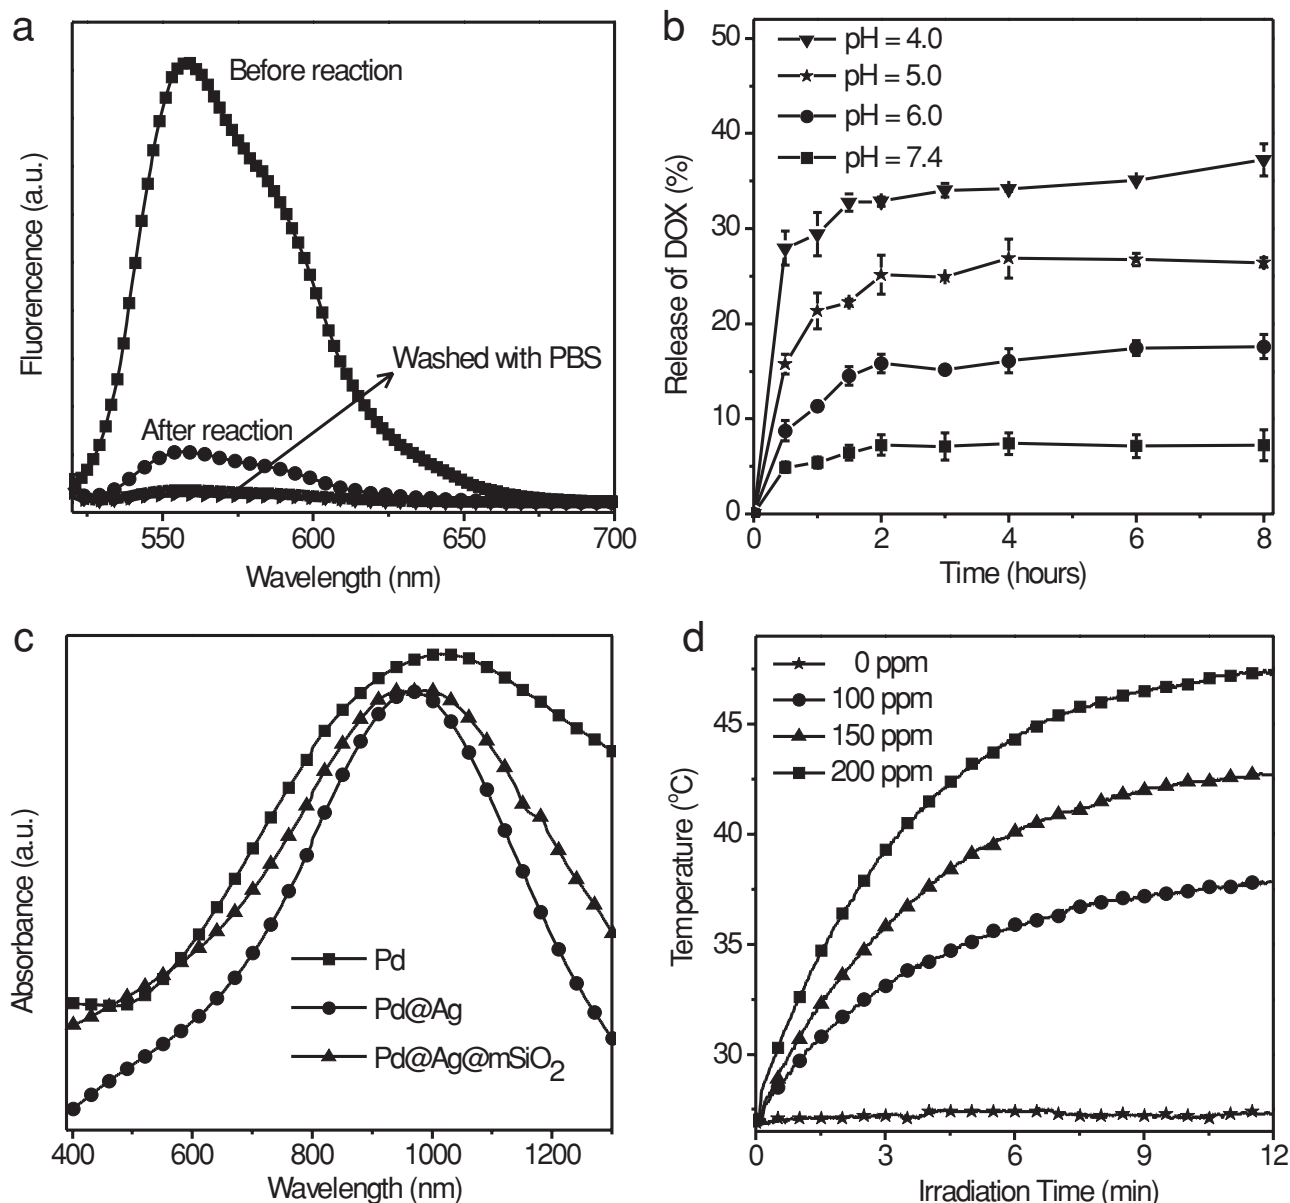 a
Before reaction
Washed with PBS
After reaction
Fluorencence (a.u.)
550 600 650 700
Wavelength (nm)
b
50
40
30
20
10
0
pH = 4.0
pH = 5.0
pH = 6.0
pH = 7.4
Release of DOX (%)
0 2 4 6 8
Time (hours)
c
Absorbance (a.u.)
Pd
Pd@Ag
Pd@Ag@mSiO2
400 600 800 1000 1200
Wavelength (nm)
d
0 ppm
100 ppm
150 ppm
200 ppm
45
40
35
30
Temperature (oC)
0 3 6 9 12
Irradiation Time (min)